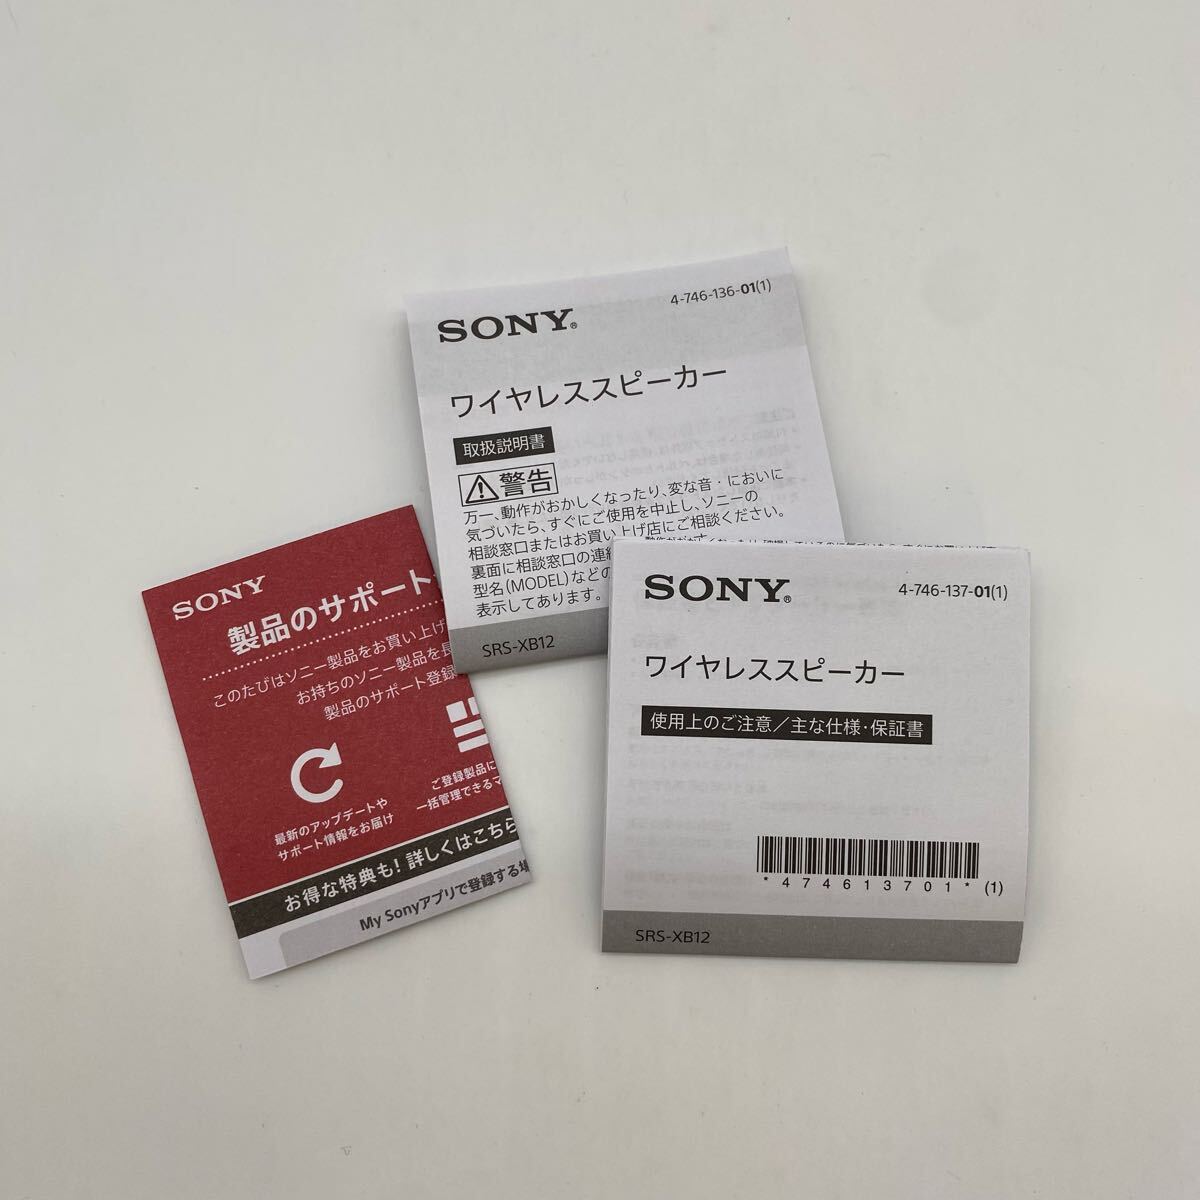 4-746-136-01(1)
SONY®
ワイヤレススピーカー
取扱説明書
警告
万一、動作がおかしくなったり、変な音・においに
気づいたら、すぐにご使用を中止し、ソニーの
相談窓口またはお買い上げ店にご相談ください。
裏面に相談窓口の連絡
型名(MODEL)などの
表示してあります。
SRS-XB12
SONY
製品のサポート
このたびはソニー製品をお買い上げ
お持ちのソニー製品を長
製品のサポート登録
最新のアップデートや
サポート情報をお届け
ご登録製品に
一括管理できるマ
お得な特典も！詳しくはこちら
My Sonyアプリで登録する場
SONY®
4-746-137-01(1)
ワイヤレススピーカー
使用上のご注意／主な仕様・保証書
*474613701* (1)
SRS-XB12